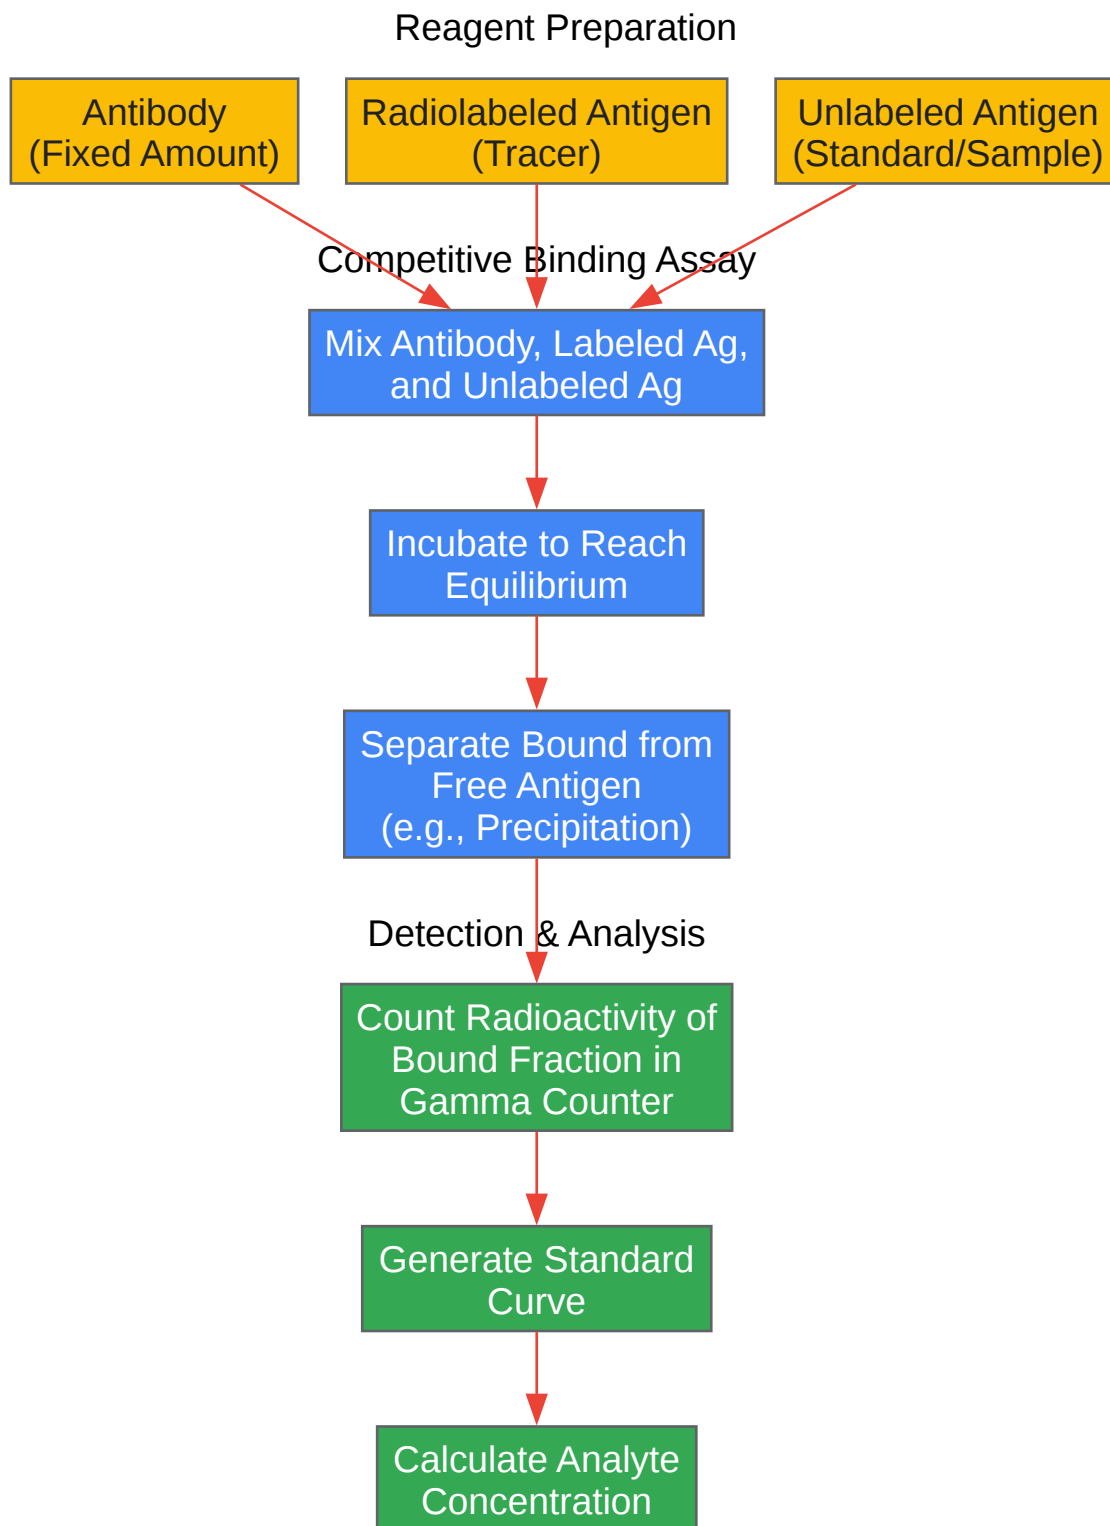 Reagent Preparation
Antibody
(Fixed Amount)
Radiolabeled Antigen
(Tracer)
Unlabeled Antigen
(Standard/Sample)
Competitive Binding Assay
Mix Antibody, Labeled Ag,
and Unlabeled Ag
Incubate to Reach
Equilibrium
Separate Bound from
Free Antigen
(e.g., Precipitation)
Detection & Analysis
Count Radioactivity of
Bound Fraction in
Gamma Counter
Generate Standard
Curve
Calculate Analyte
Concentration